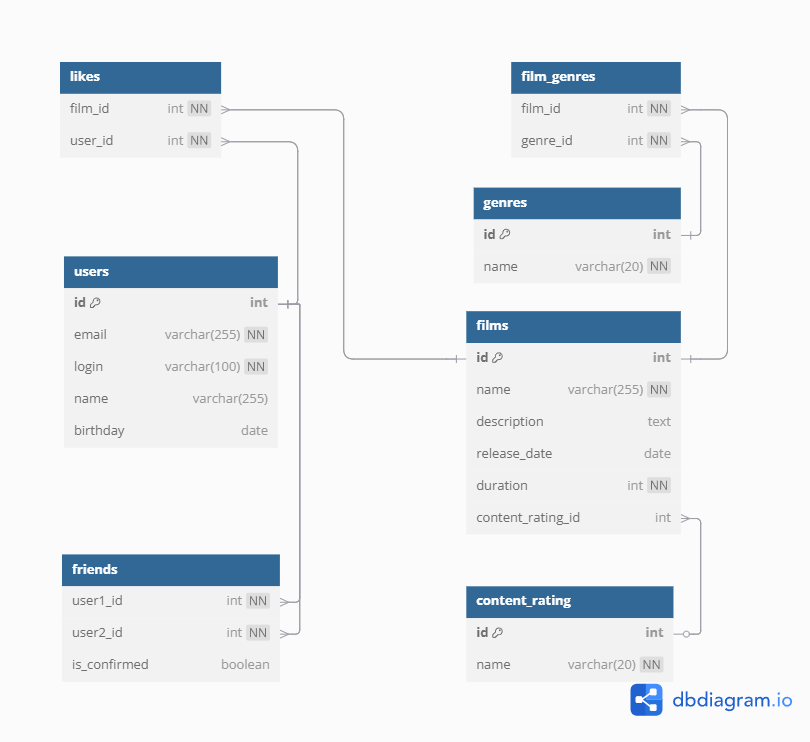 likes
film_id int NN
user_id int NN
users
id int
email varchar(255) NN
login varchar(100) NN
name varchar(255)
birthday date
friends
user1_id int NN
user2_id int NN
is_confirmed boolean
film_genres
film_id int NN
genre_id int NN
genres
id int
name varchar(20) NN
films
id int
name varchar(255) NN
description text
release_date date
duration int NN
content_rating_id int
content_rating
id int
name varchar(20) NN
dbdiagram.io